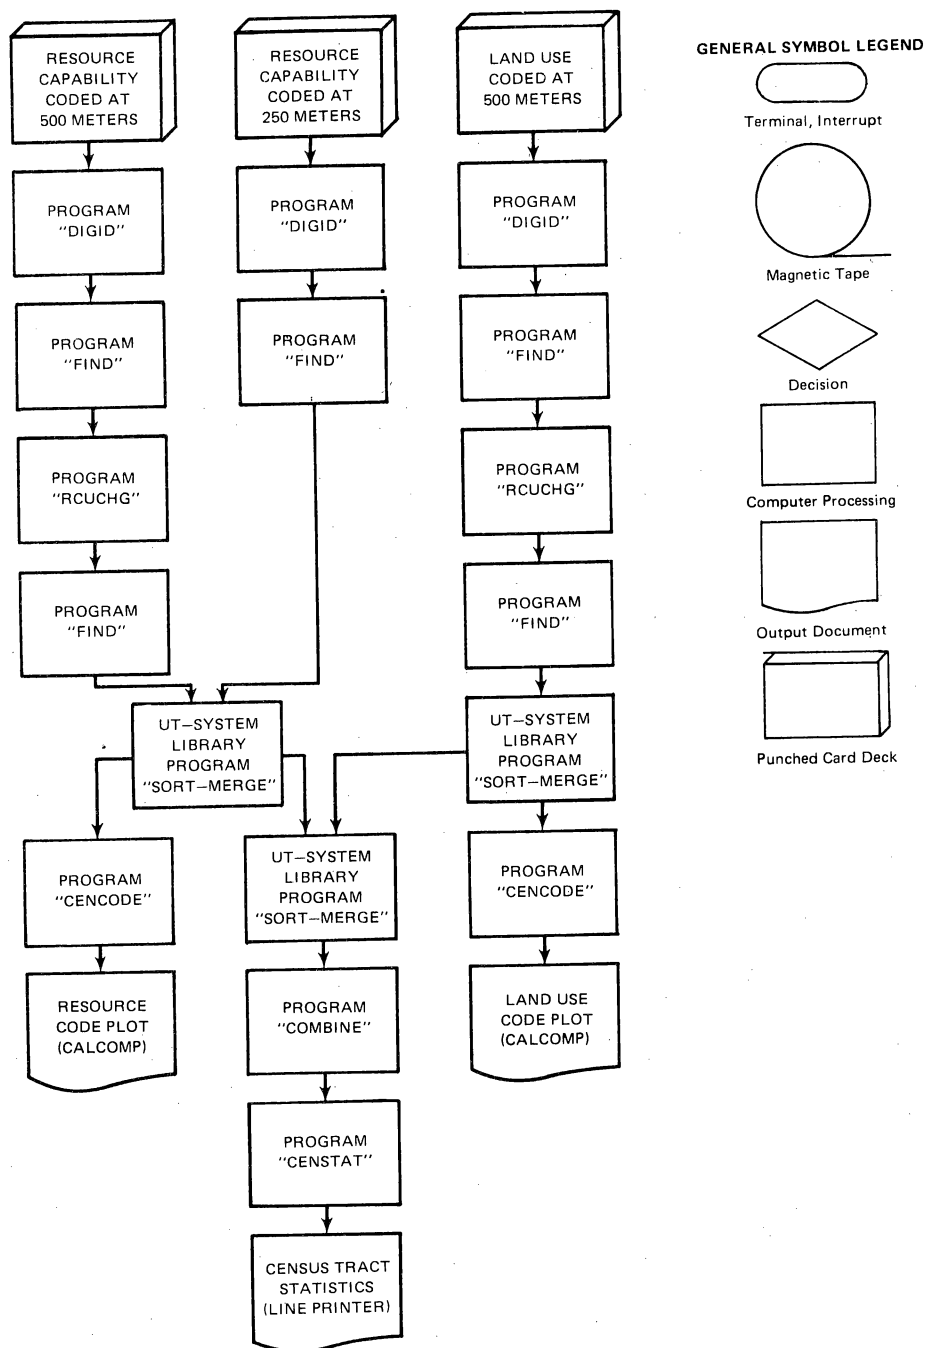 RESOURCE
CAPABILITY
CODED AT
500 METERS
RESOURCE
CAPABILITY
CODED AT
250 METERS
LAND USE
CODED AT
500 METERS
GENERAL SYMBOL LEGEND
Terminal, Interrupt
Magnetic Tape
Decision
Computer Processing
Output Document
Punched Card Deck
PROGRAM
"DIGID"
PROGRAM
"DIGID"
PROGRAM
"DIGID"
PROGRAM
"FIND"
PROGRAM
"FIND"
PROGRAM
"FIND"
PROGRAM
"RCUCHG"
PROGRAM
"RCUCHG"
PROGRAM
"FIND"
PROGRAM
"FIND"
UT–SYSTEM
LIBRARY
PROGRAM
"SORT–MERGE"
UT–SYSTEM
LIBRARY
PROGRAM
"SORT–MERGE"
PROGRAM
"CENCODE"
UT–SYSTEM
LIBRARY
PROGRAM
"SORT–MERGE"
PROGRAM
"CENCODE"
RESOURCE
CODE PLOT
(CALCOMP)
PROGRAM
"COMBINE"
LAND USE
CODE PLOT
(CALCOMP)
PROGRAM
"CENSTAT"
CENSUS TRACT
STATISTICS
(LINE PRINTER)